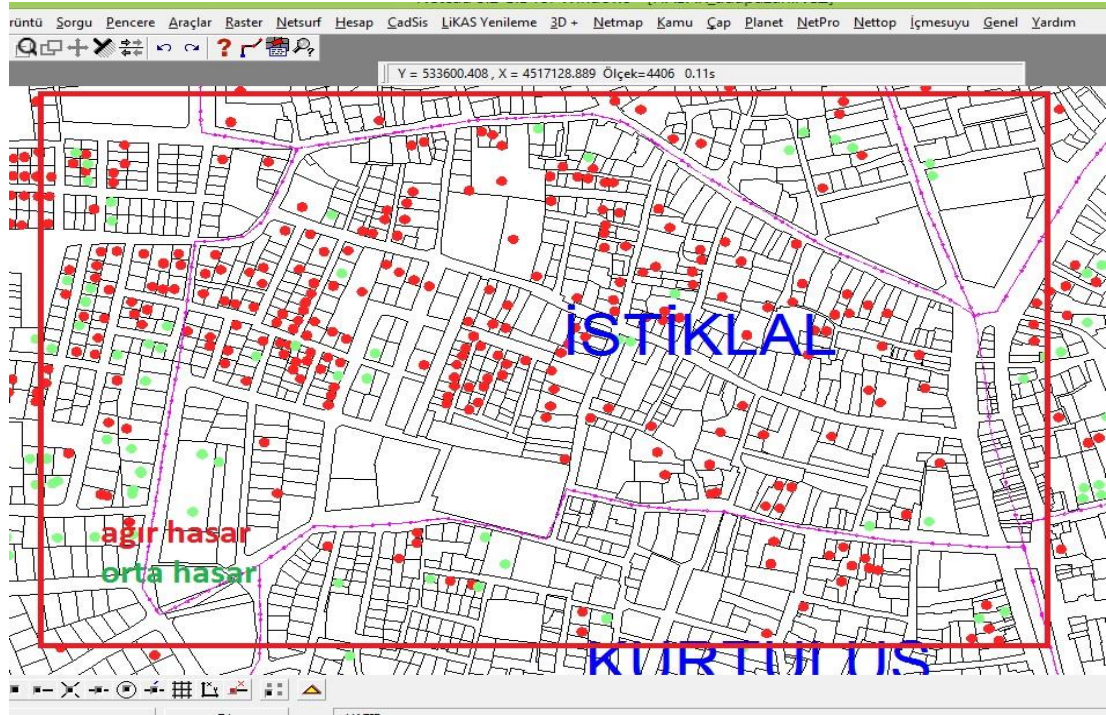 rüntü Sorgu Pencere Araçlar Raster Netsurf Hesap CadSis LiKAS Yenileme 3D + Netmap Kamu Çap Planet NetPro Nettop İçmesuyu Genel Yardım
Y = 533600.408 , X = 4517128.889 Ölçek=4406 0.11s
İSTİKLAL
ağır hasar
orta hasar
KURTULUŞ